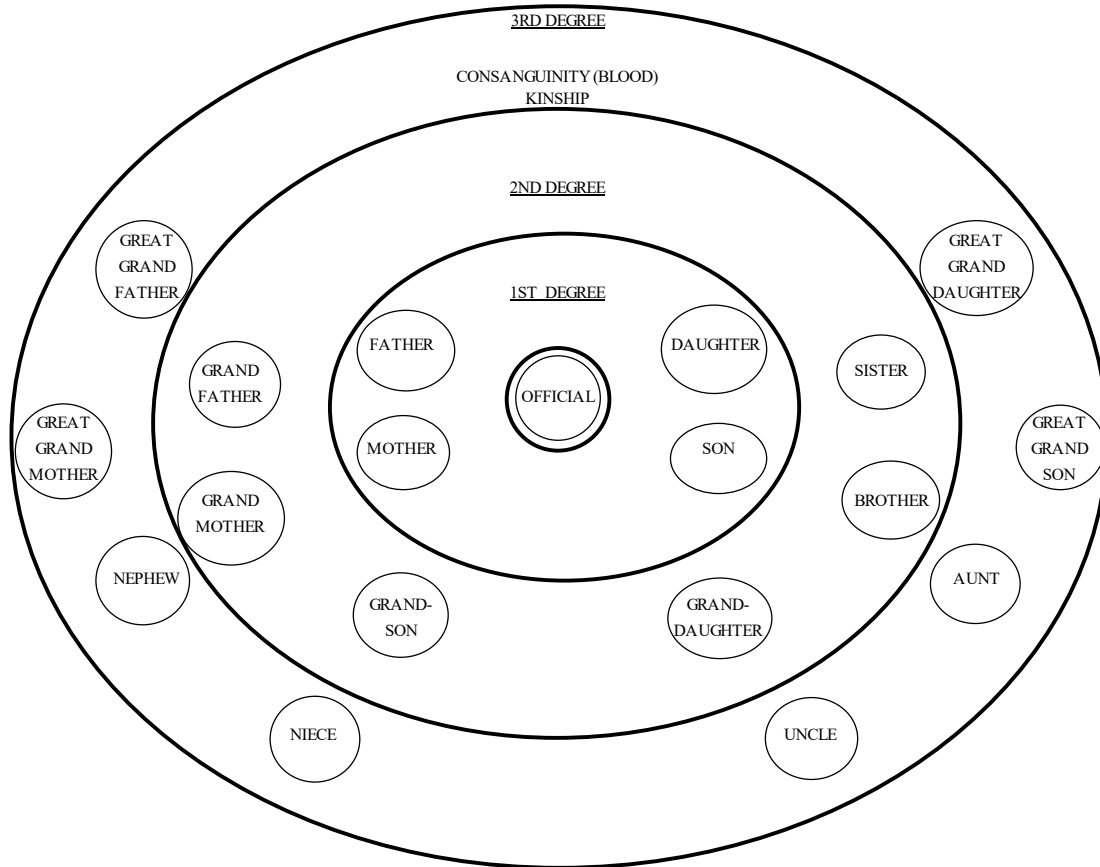 3RD DEGREE
CONSANGUINITY (BLOOD)
KINSHIP
2ND DEGREE
1ST DEGREE
GREAT
GRAND
FATHER
GREAT
GRAND
DAUGHTER
FATHER
DAUGHTER
GRAND
FATHER
OFFICIAL
SISTER
GREAT
GRAND
MOTHER
MOTHER
SON
GREAT
GRAND
SON
GRAND
MOTHER
BROTHER
NEPHEW
AUNT
GRAND-
SON
GRAND-
DAUGHTER
NIECE
UNCLE